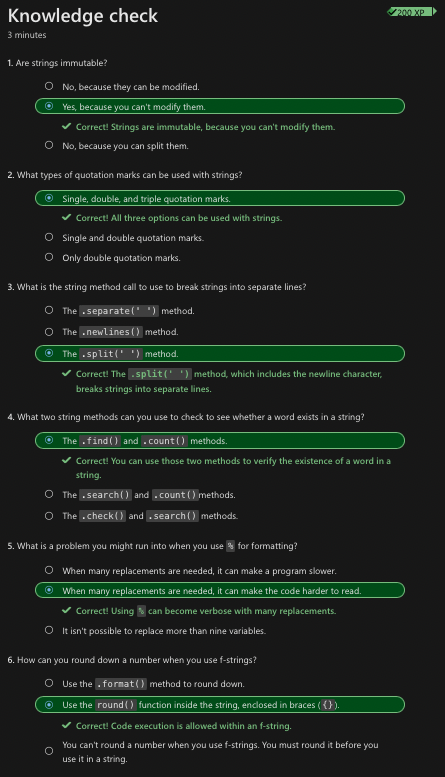 Knowledge check
200 XP
3 minutes
1. Are strings immutable?
No, because they can be modified.
Yes, because you can't modify them.
Correct! Strings are immutable, because you can't modify them.
No, because you can split them.
2. What types of quotation marks can be used with strings?
Single, double, and triple quotation marks.
Correct! All three options can be used with strings.
Single and double quotation marks.
Only double quotation marks.
3. What is the string method call to use to break strings into separate lines?
The .separate(' ') method.
The .newlines() method.
The .split(' ') method.
Correct! The .split(' ') method, which includes the newline character,
breaks strings into separate lines.
4. What two string methods can you use to check to see whether a word exists in a string?
The .find() and .count() methods.
Correct! You can use those two methods to verify the existence of a word in a
string.
The .search() and .count()methods.
The .check() and .search() methods.
5. What is a problem you might run into when you use % for formatting?
When many replacements are needed, it can make a program slower.
When many replacements are needed, it can make the code harder to read.
Correct! Using % can become verbose with many replacements.
It isn't possible to replace more than nine variables.
6. How can you round down a number when you use f-strings?
Use the .format() method to round down.
Use the round() function inside the string, enclosed in braces ({}).
Correct! Code execution is allowed within an f-string.
You can't round a number when you use f-strings. You must round it before you
use it in a string.